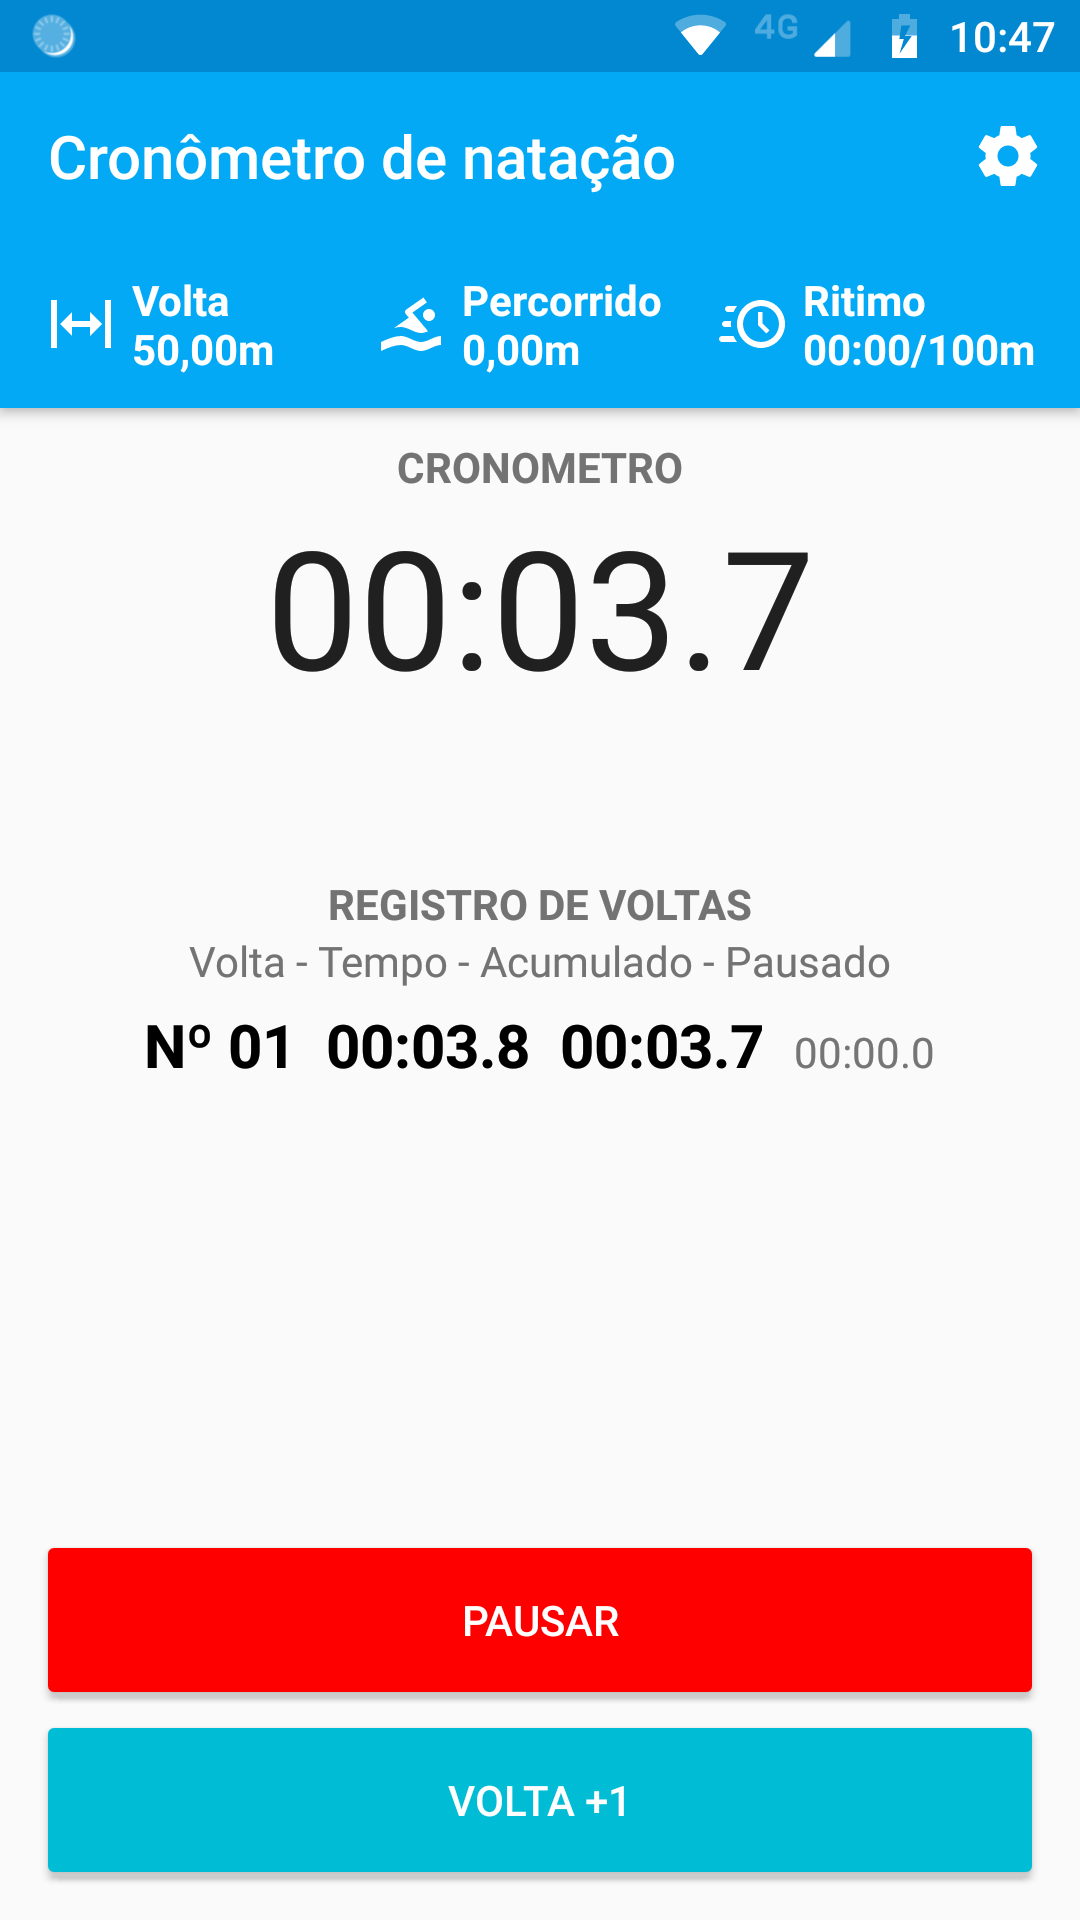 4G 10:47
Cronômetro de natação
Volta Percorrido Ritimo
50,00m 0,00m 00:00/100m
CRONOMETRO
00:03.7
REGISTRO DE VOLTAS
Volta - Tempo - Acumulado - Pausado
Nº 01 00:03.8 00:03.7 00:00.0
PAUSAR
VOLTA +1